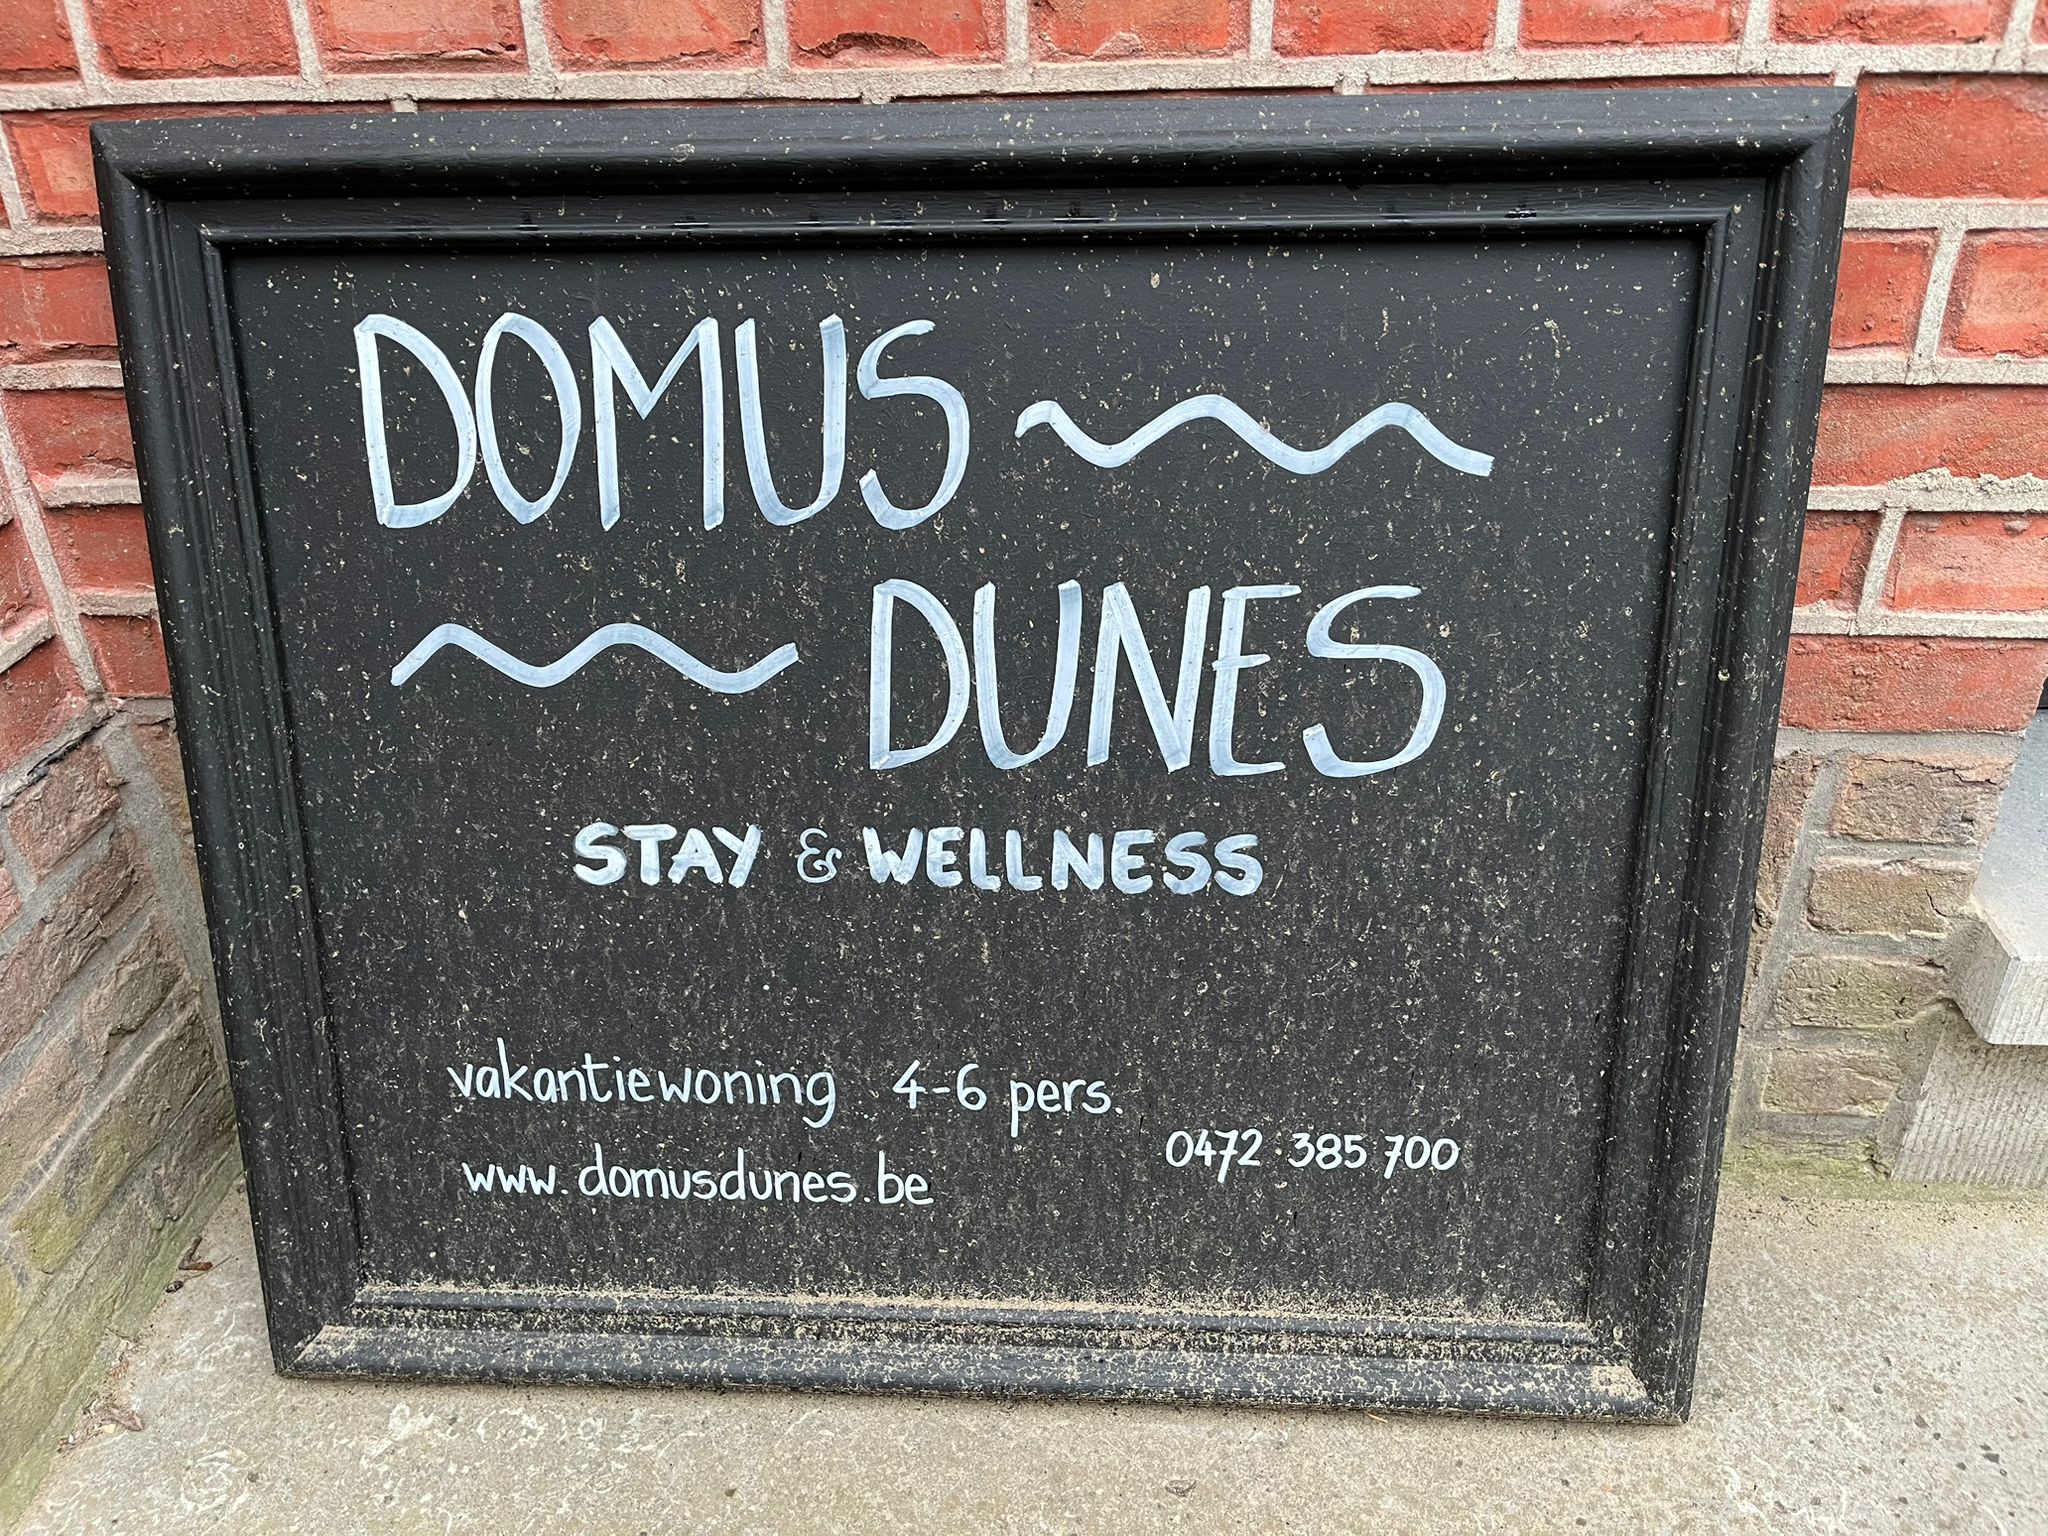 DOMUS
DUNES
STAY & WELLNESS
vakantiewoning 4-6 pers.
0472 385 700
www.domusdunes.be